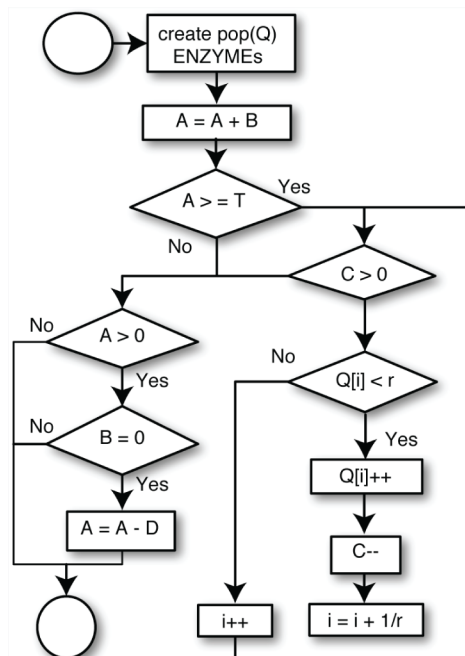 create pop(Q)
ENZYMEs
A = A + B
A > = T
Yes
No
C > 0
No
A > 0
Yes
No
Q[i] < r
No
B = 0
Yes
Yes
Q[i]++
A = A - D
C--
i++
i = i + 1/r